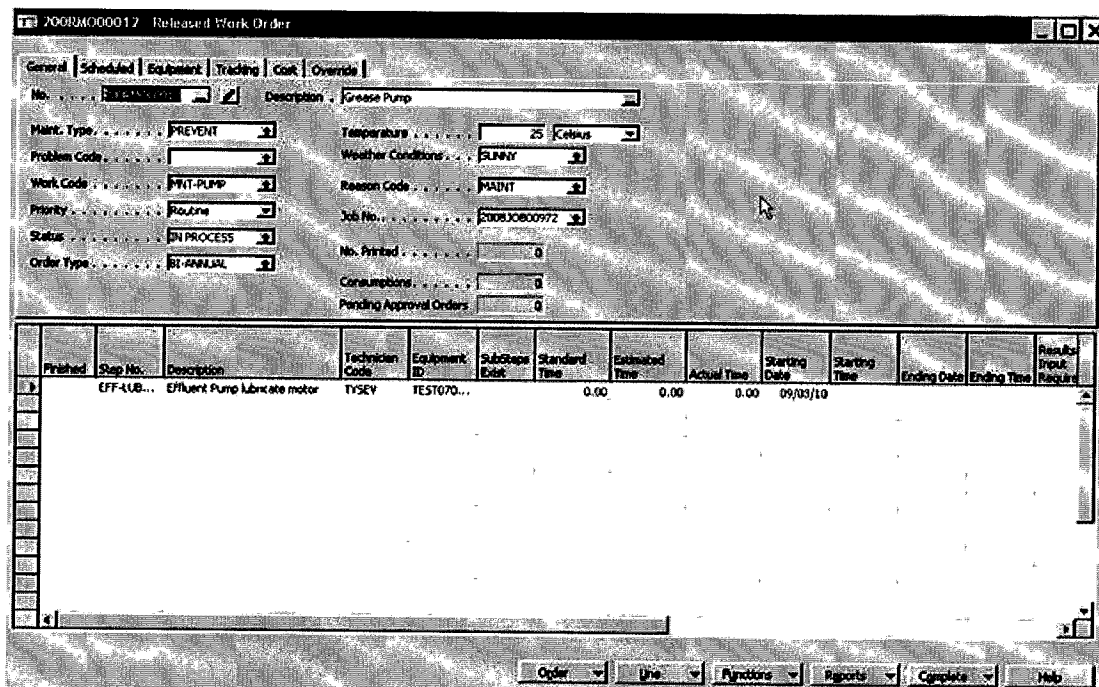 200RMO00012 Released Work Order
General Scheduled Equipment Tracking Cost Override
No. Description Grease Pump
Maint. Type PREVENT Temperature 25 Celsius
Problem Code Weather Conditions SUNNY
Work Code MNT-PUMP Reason Code MAINT
Priority Routine Job No.
Status IN PROCESS No. Printed 0
Order Type BI-ANNUAL Consumptions 0
Pending Approval Orders 0
Finished Step No. Description Technician Code Equipment ID SubSteps Exist Standard Time Estimated Time Actual Time Starting Date Starting Time Ending Date Ending Time Results Input Require
EFF-LUB... Effluent Pump lubricate motor TYSEY TEST070... 0.00 0.00 0.00 09/03/10
Order Line Functions Reports Complete Help